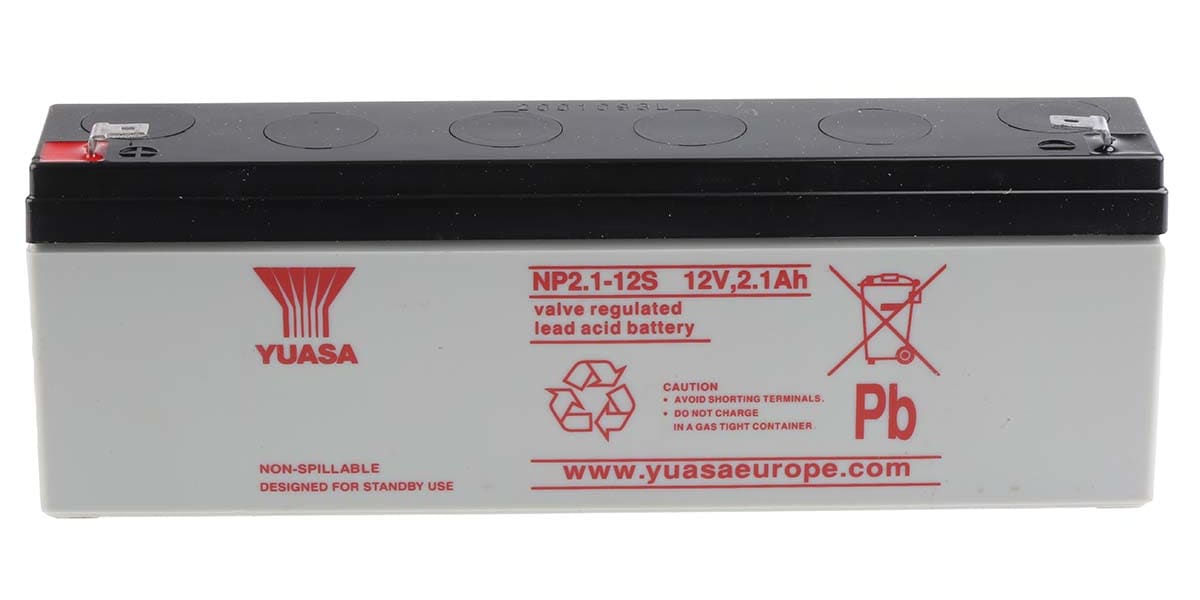 2001093L
YUASA
NP2.1-12S 12V,2.1Ah
valve regulated
lead acid battery
CAUTION
• AVOID SHORTING TERMINALS.
• DO NOT CHARGE
IN A GAS TIGHT CONTAINER
Pb
NON-SPILLABLE
DESIGNED FOR STANDBY USE
www.yuasaeurope.com